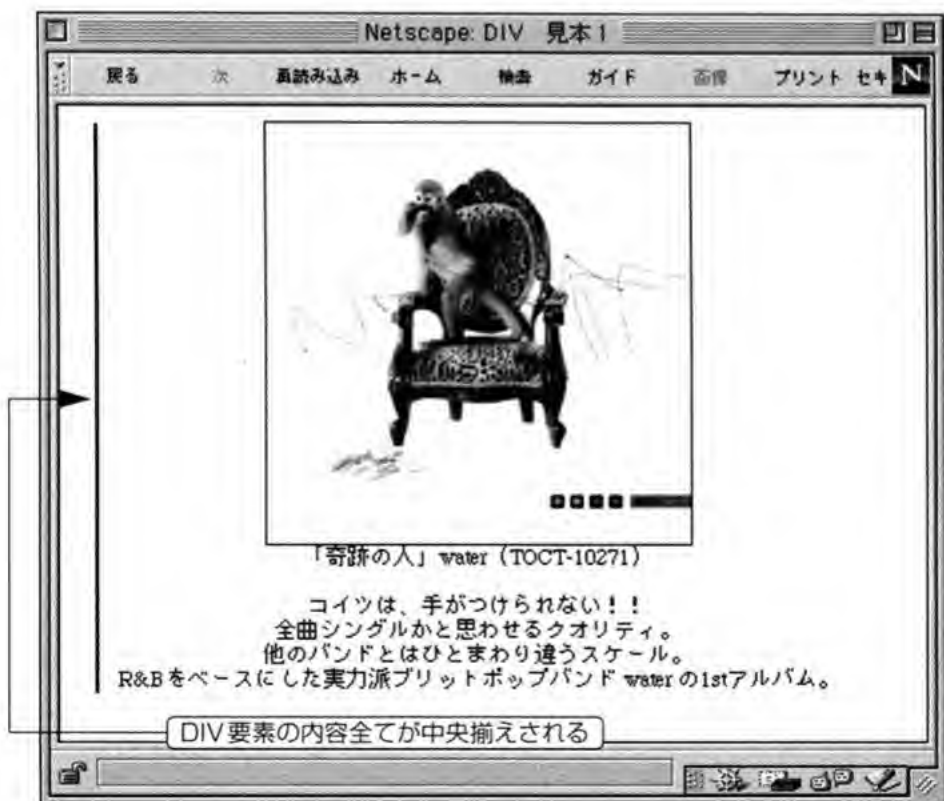 Netscape: DIV 見本1
戻る 次 再読み込み ホーム 検索 ガイド 画像 プリント セキ N
「奇跡の人」water（TOCT-10271）
コイツは、手がつけられない！！
全曲シングルかと思わせるクオリティ。
他のバンドとはひとまわり違うスケール。
R&Bをベースにした実力派ブリットポップバンド waterの1stアルバム。
DIV要素の内容全てが中央揃えされる